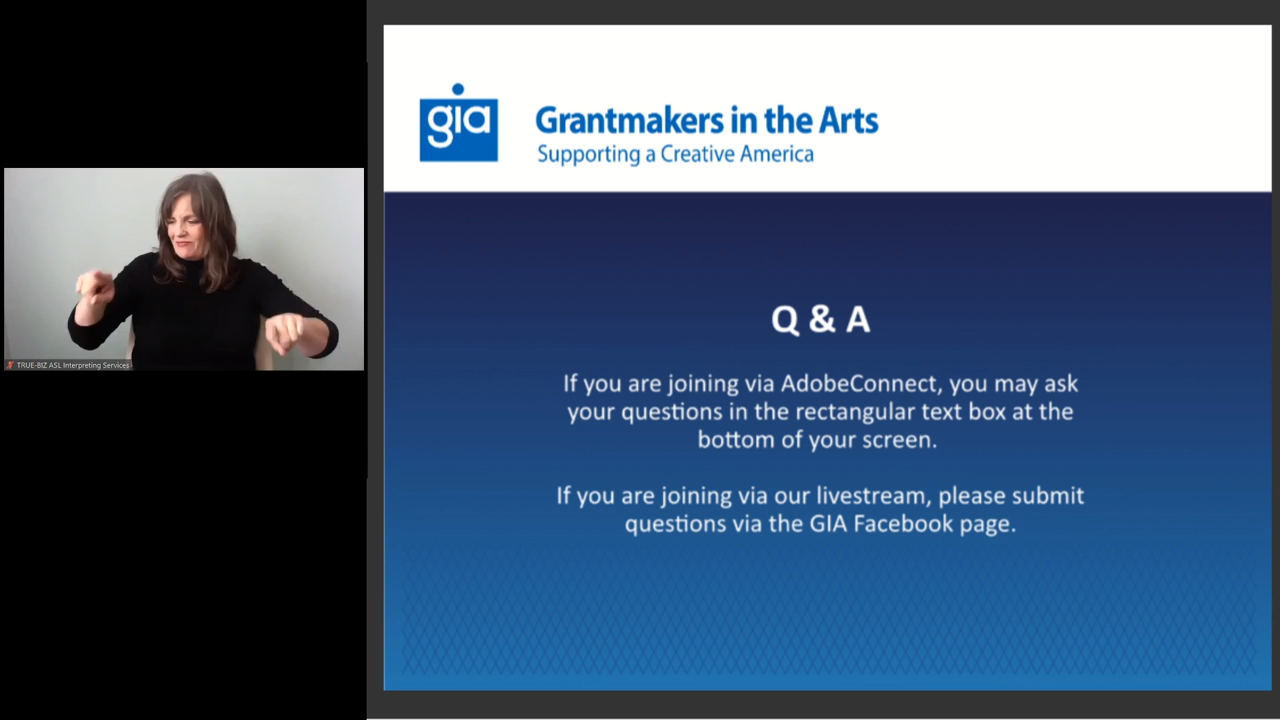 gia
Grantmakers in the Arts
Supporting a Creative America
TRUE-BIZ ASL Interpreting Services
Q & A
If you are joining via AdobeConnect, you may ask
your questions in the rectangular text box at the
bottom of your screen.
If you are joining via our livestream, please submit
questions via the GIA Facebook page.